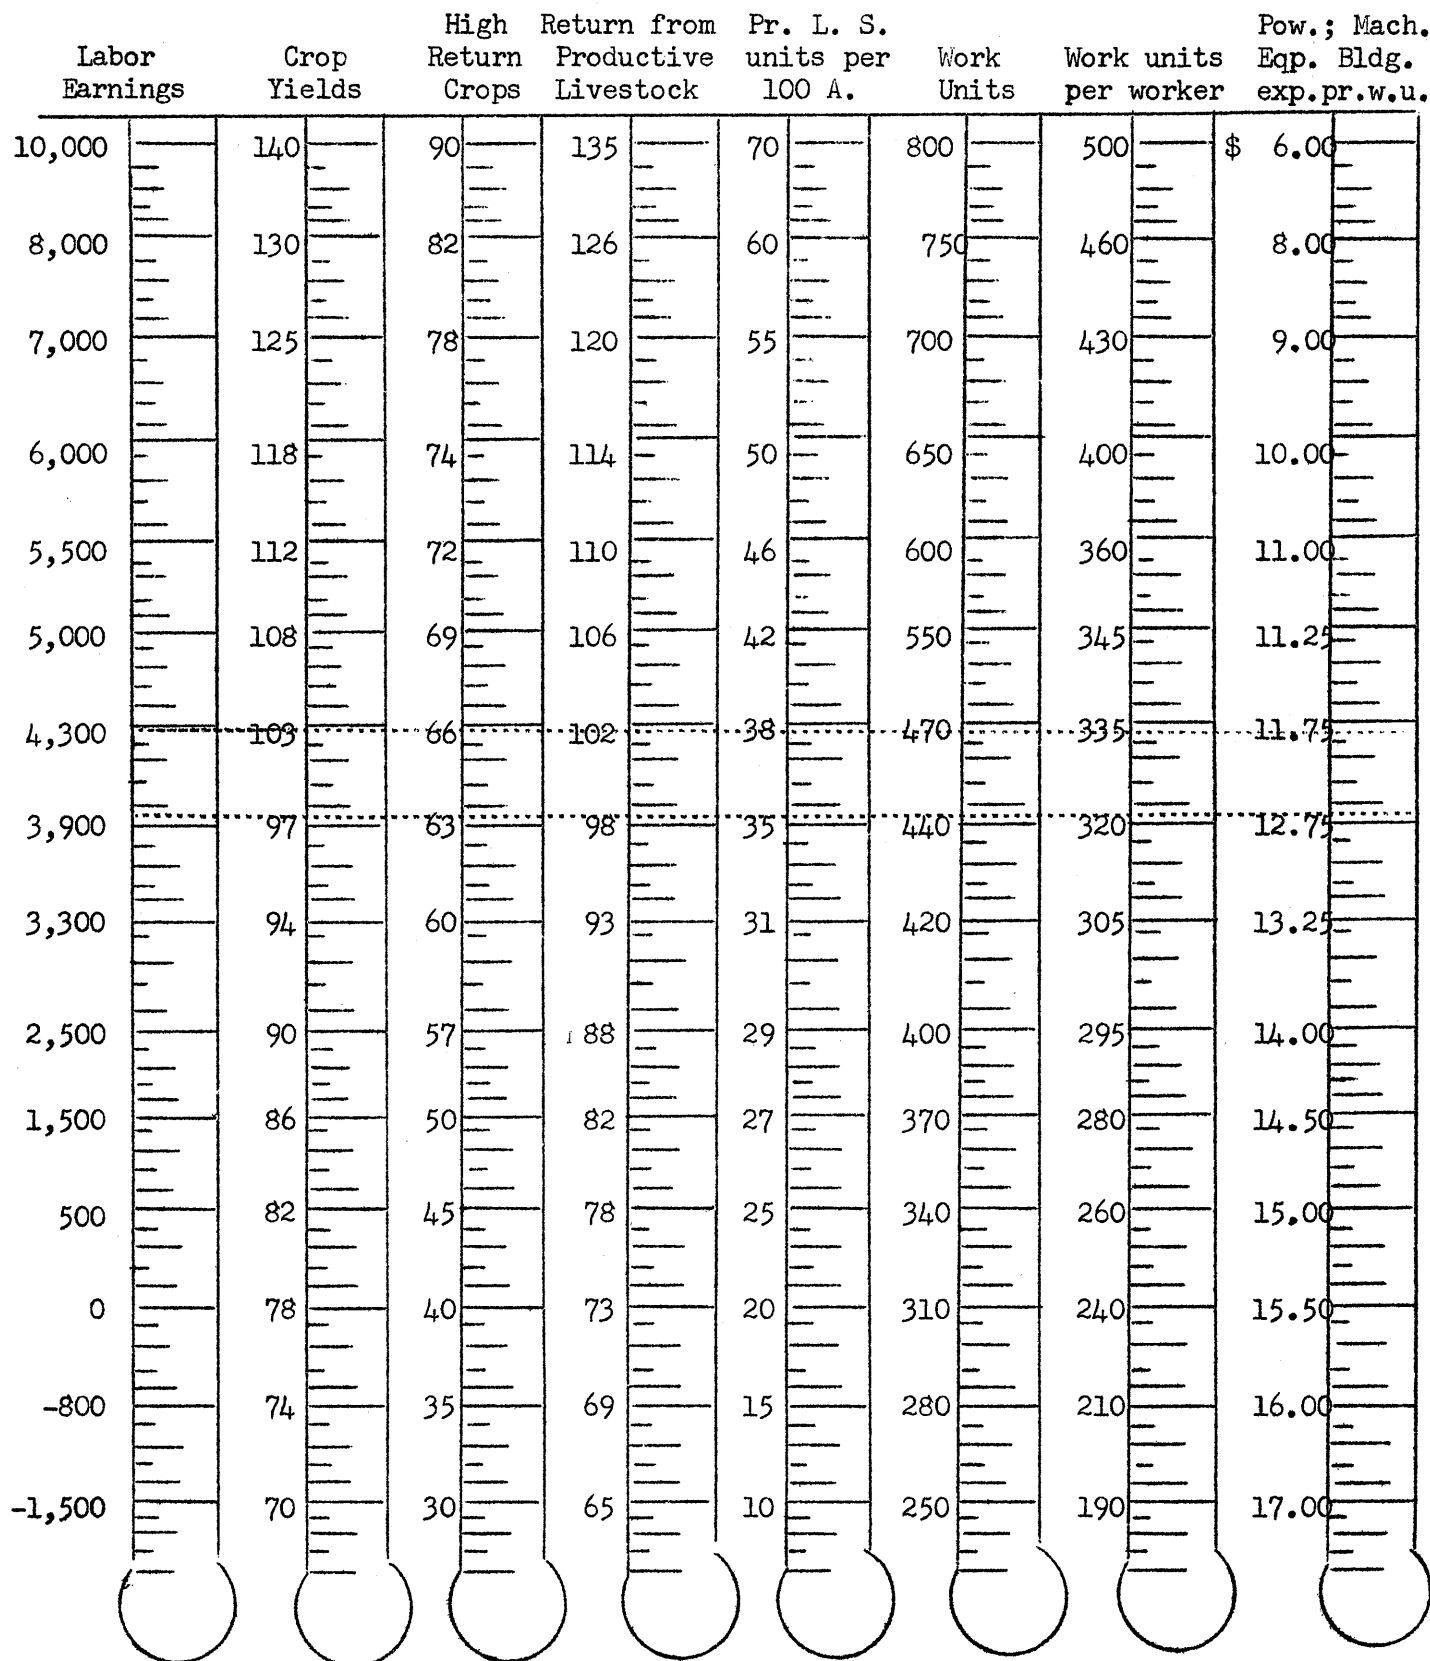 High Return from Pr. L. S. Pow.; Mach.
Labor Crop Return Productive units per Work Work units Eqp. Bldg.
Earnings Yields Crops Livestock 100 A. Units per worker exp.pr.w.u.
10,000 140 90 135 70 800 500 $ 6.00
8,000 130 82 126 60 750 460 8.00
7,000 125 78 120 55 700 430 9.00
6,000 118 74 114 50 650 400 10.00
5,500 112 72 110 46 600 360 11.00
5,000 108 69 106 42 550 345 11.25
4,300 103 66 102 38 470 335 11.75
3,900 97 63 98 35 440 320 12.75
3,300 94 60 93 31 420 305 13.25
2,500 90 57 88 29 400 295 14.00
1,500 86 50 82 27 370 280 14.50
500 82 45 78 25 340 260 15.00
0 78 40 73 20 310 240 15.50
-800 74 35 69 15 280 210 16.00
-1,500 70 30 65 10 250 190 17.00